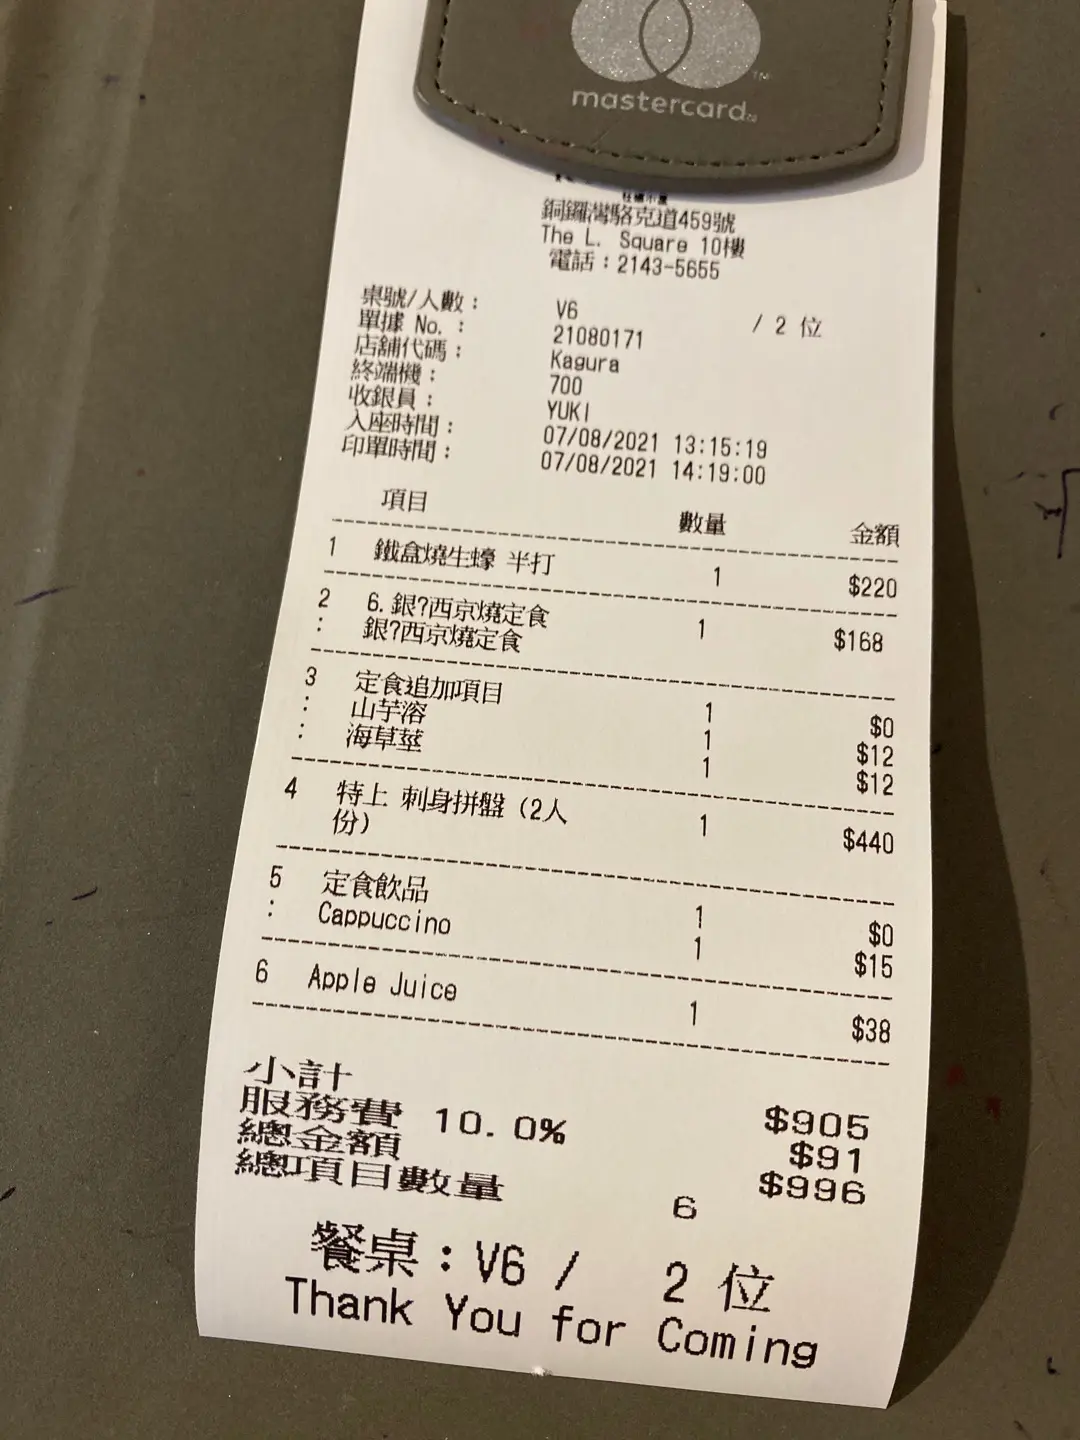 mastercard
銅鑼灣駱克道459號
The L. Square 10樓
電話：2143-5655
桌號/人數： V6 / 2 位
單據 No. : 21080171
店舖代碼： Kagura
終端機： 700
收銀員： YUKI
入座時間： 07/08/2021 13:15:19
印單時間： 07/08/2021 14:19:00
項目 數量 金額
1 鐵盒燒生蠔 半打 1 $220
2 6.銀?西京燒定食 1 $168
: 銀?西京燒定食
3 定食追加項目 1 $0
: 山芋溶 1 $12
: 海草莖 1 $12
4 特上 刺身拼盤（2人 1 $440
份）
5 定食飲品 1 $0
: Cappuccino 1 $15
6 Apple Juice 1 $38
小計 $905
服務費 10.0% $91
總金額 $996
總項目數量 6
餐桌：V6 / 2 位
Thank You for Coming